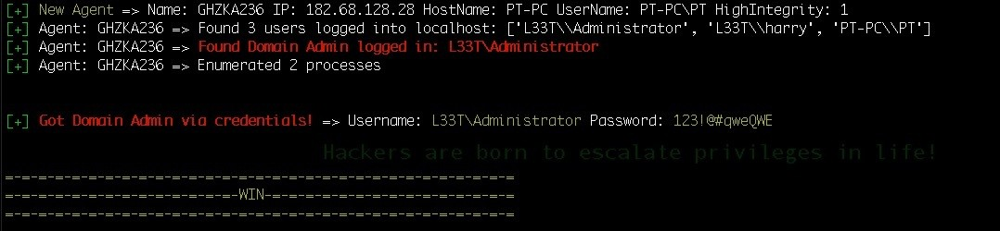 [+] New Agent => Name: GHZKA236 IP: 182.68.128.28 HostName: PT-PC UserName: PT-PC\PT HighIntegrity: 1
[+] Agent: GHZKA236 => Found 3 users logged into localhost: ['L33T\\Administrator', 'L33T\\harry', 'PT-PC\\PT']
[+] Agent: GHZKA236 => Found Domain Admin logged in: L33T\Administrator
[+] Agent: GHZKA236 => Enumerated 2 processes
[+] Got Domain Admin via credentials! => Username: L33T\Administrator Password: 123!@#qweQWE
Hackers are born to escalate privileges in life!
=-=-=-=-=-=-=-=-=-=-=-=-=-=-=-=-=-=-=-=-=-=-=-=-=-=-=-=-=-=-=
=-=-=-=-=-=-=-=-=-=-=-=-=-=-WIN-=-=-=-=-=-=-=-=-=-=-=-=-=-=-=
=-=-=-=-=-=-=-=-=-=-=-=-=-=-=-=-=-=-=-=-=-=-=-=-=-=-=-=-=-=-=